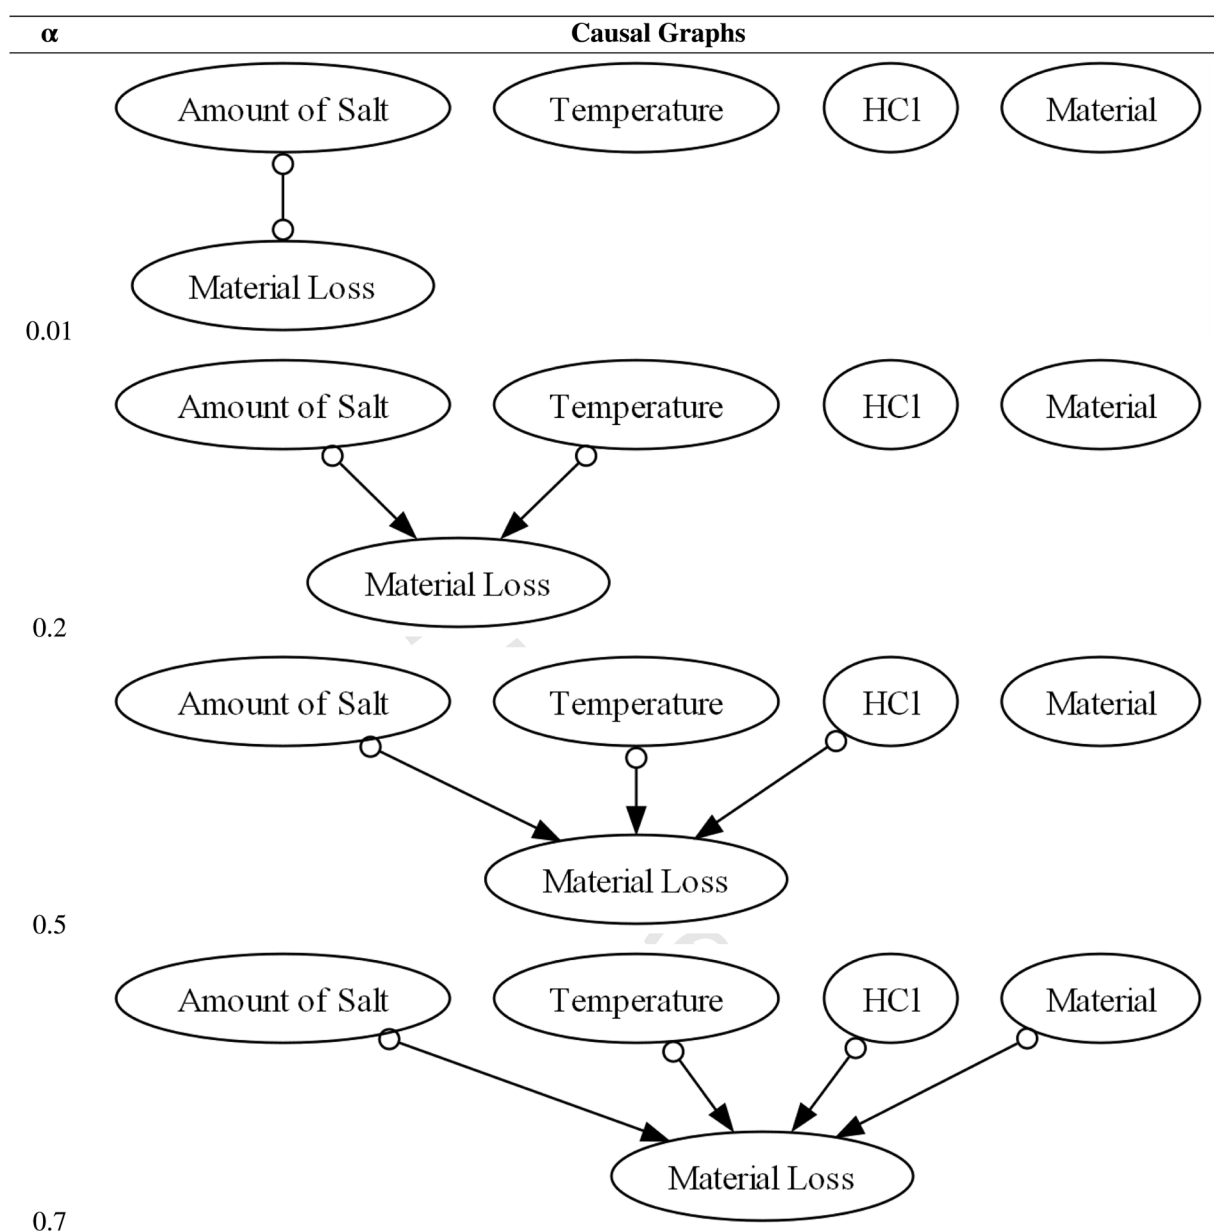 α Causal Graphs
Amount of Salt Temperature HCl Material
Material Loss
0.01
Amount of Salt Temperature HCl Material
Material Loss
0.2
Amount of Salt Temperature HCl Material
Material Loss
0.5
Amount of Salt Temperature HCl Material
Material Loss
0.7